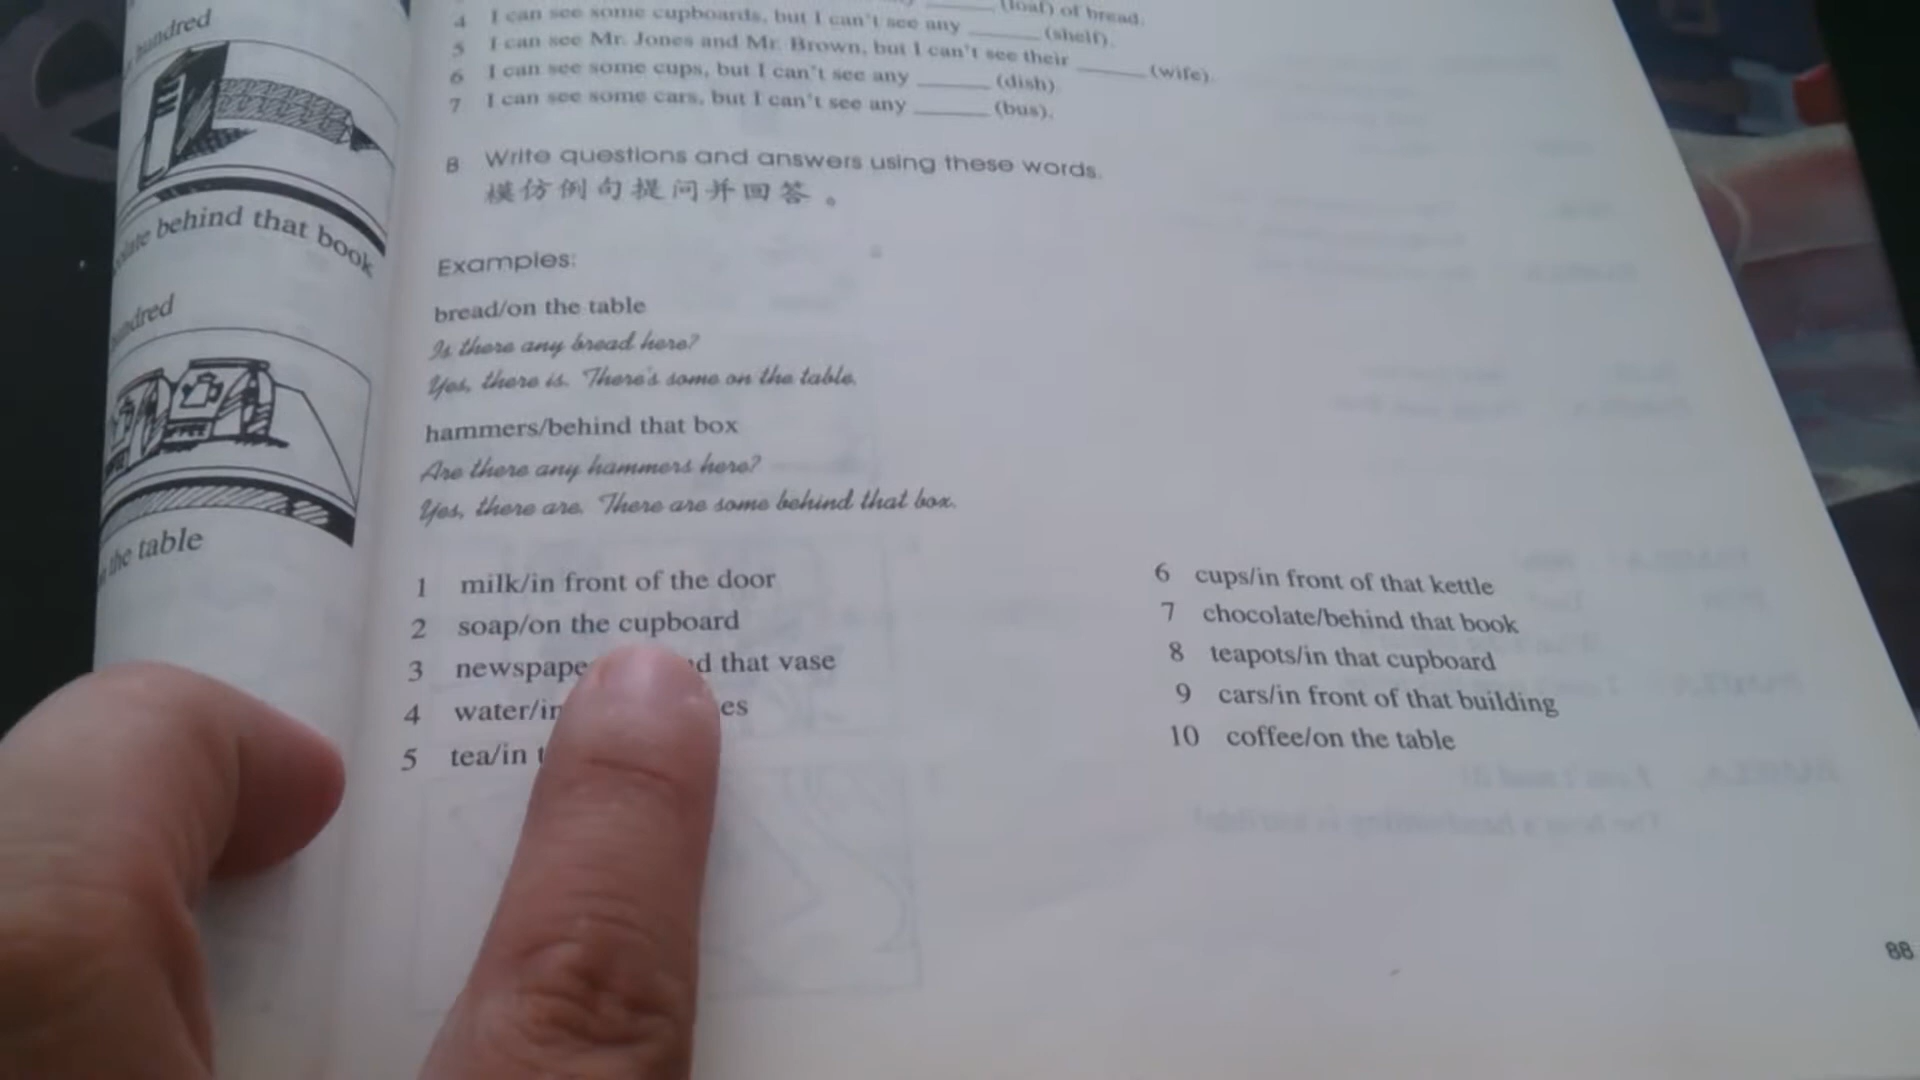 hundred
behind that book
the table
(loaf) of bread.
4 I can see some cupboards, but I can't see any ______ (shelf).
5 I can see Mr. Jones and Mr. Brown, but I can't see their ______ (wife).
6 I can see some cups, but I can't see any ______ (dish).
7 I can see some cars, but I can't see any ______ (bus).
B Write questions and answers using these words.
模仿例句提问并回答。
Examples:
bread/on the table
Is there any bread here?
Yes, there is. There's some on the table.
hammers/behind that box
Are there any hammers here?
Yes, there are. There are some behind that box.
1 milk/in front of the door
2 soap/on the cupboard
3 that vase
4 water/in
5 tea/in
6 cups/in front of that kettle
7 chocolate/behind that book
8 teapots/in that cupboard
9 cars/in front of that building
10 coffee/on the table
88